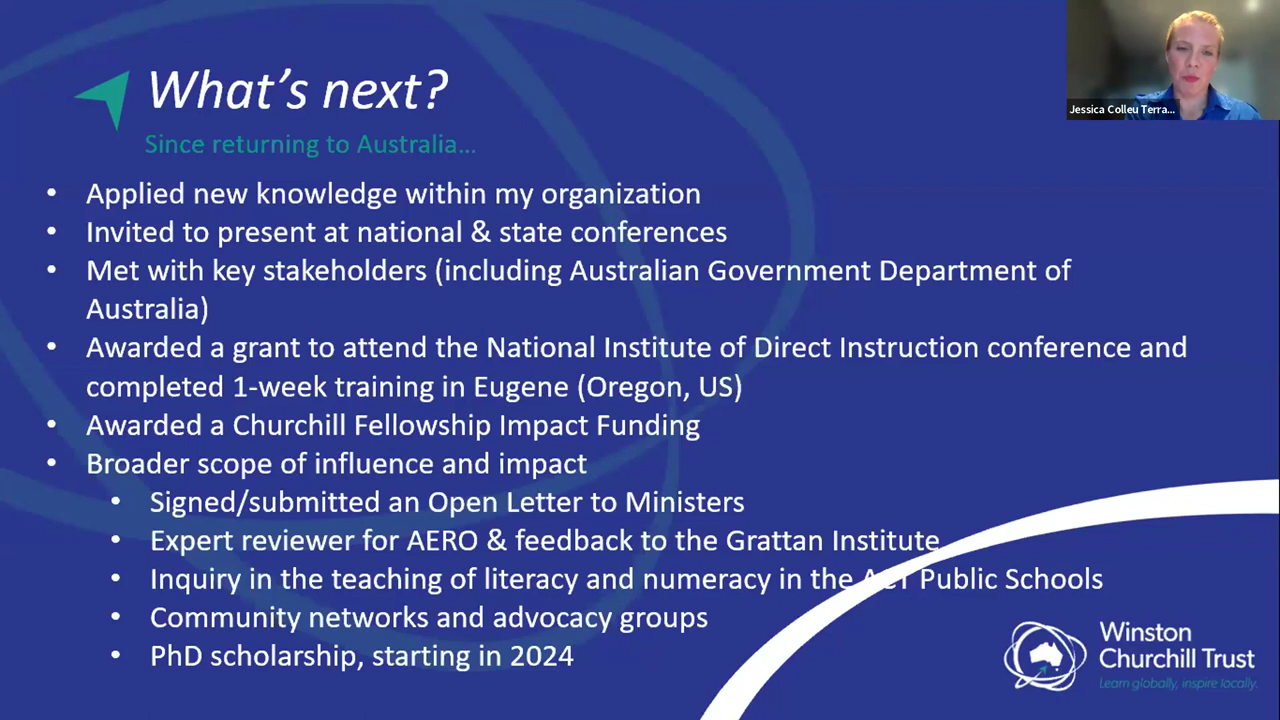 Jessica Colleu Terra...
What's next?
Since returning to Australia...
• Applied new knowledge within my organization
• Invited to present at national & state conferences
• Met with key stakeholders (including Australian Government Department of
Australia)
• Awarded a grant to attend the National Institute of Direct Instruction conference and
completed 1-week training in Eugene (Oregon, US)
• Awarded a Churchill Fellowship Impact Funding
• Broader scope of influence and impact
• Signed/submitted an Open Letter to Ministers
• Expert reviewer for AERO & feedback to the Grattan Institute
• Inquiry in the teaching of literacy and numeracy in the ACT Public Schools
• Community networks and advocacy groups
• PhD scholarship, starting in 2024
Winston
Churchill Trust
Learn globally, inspire locally.